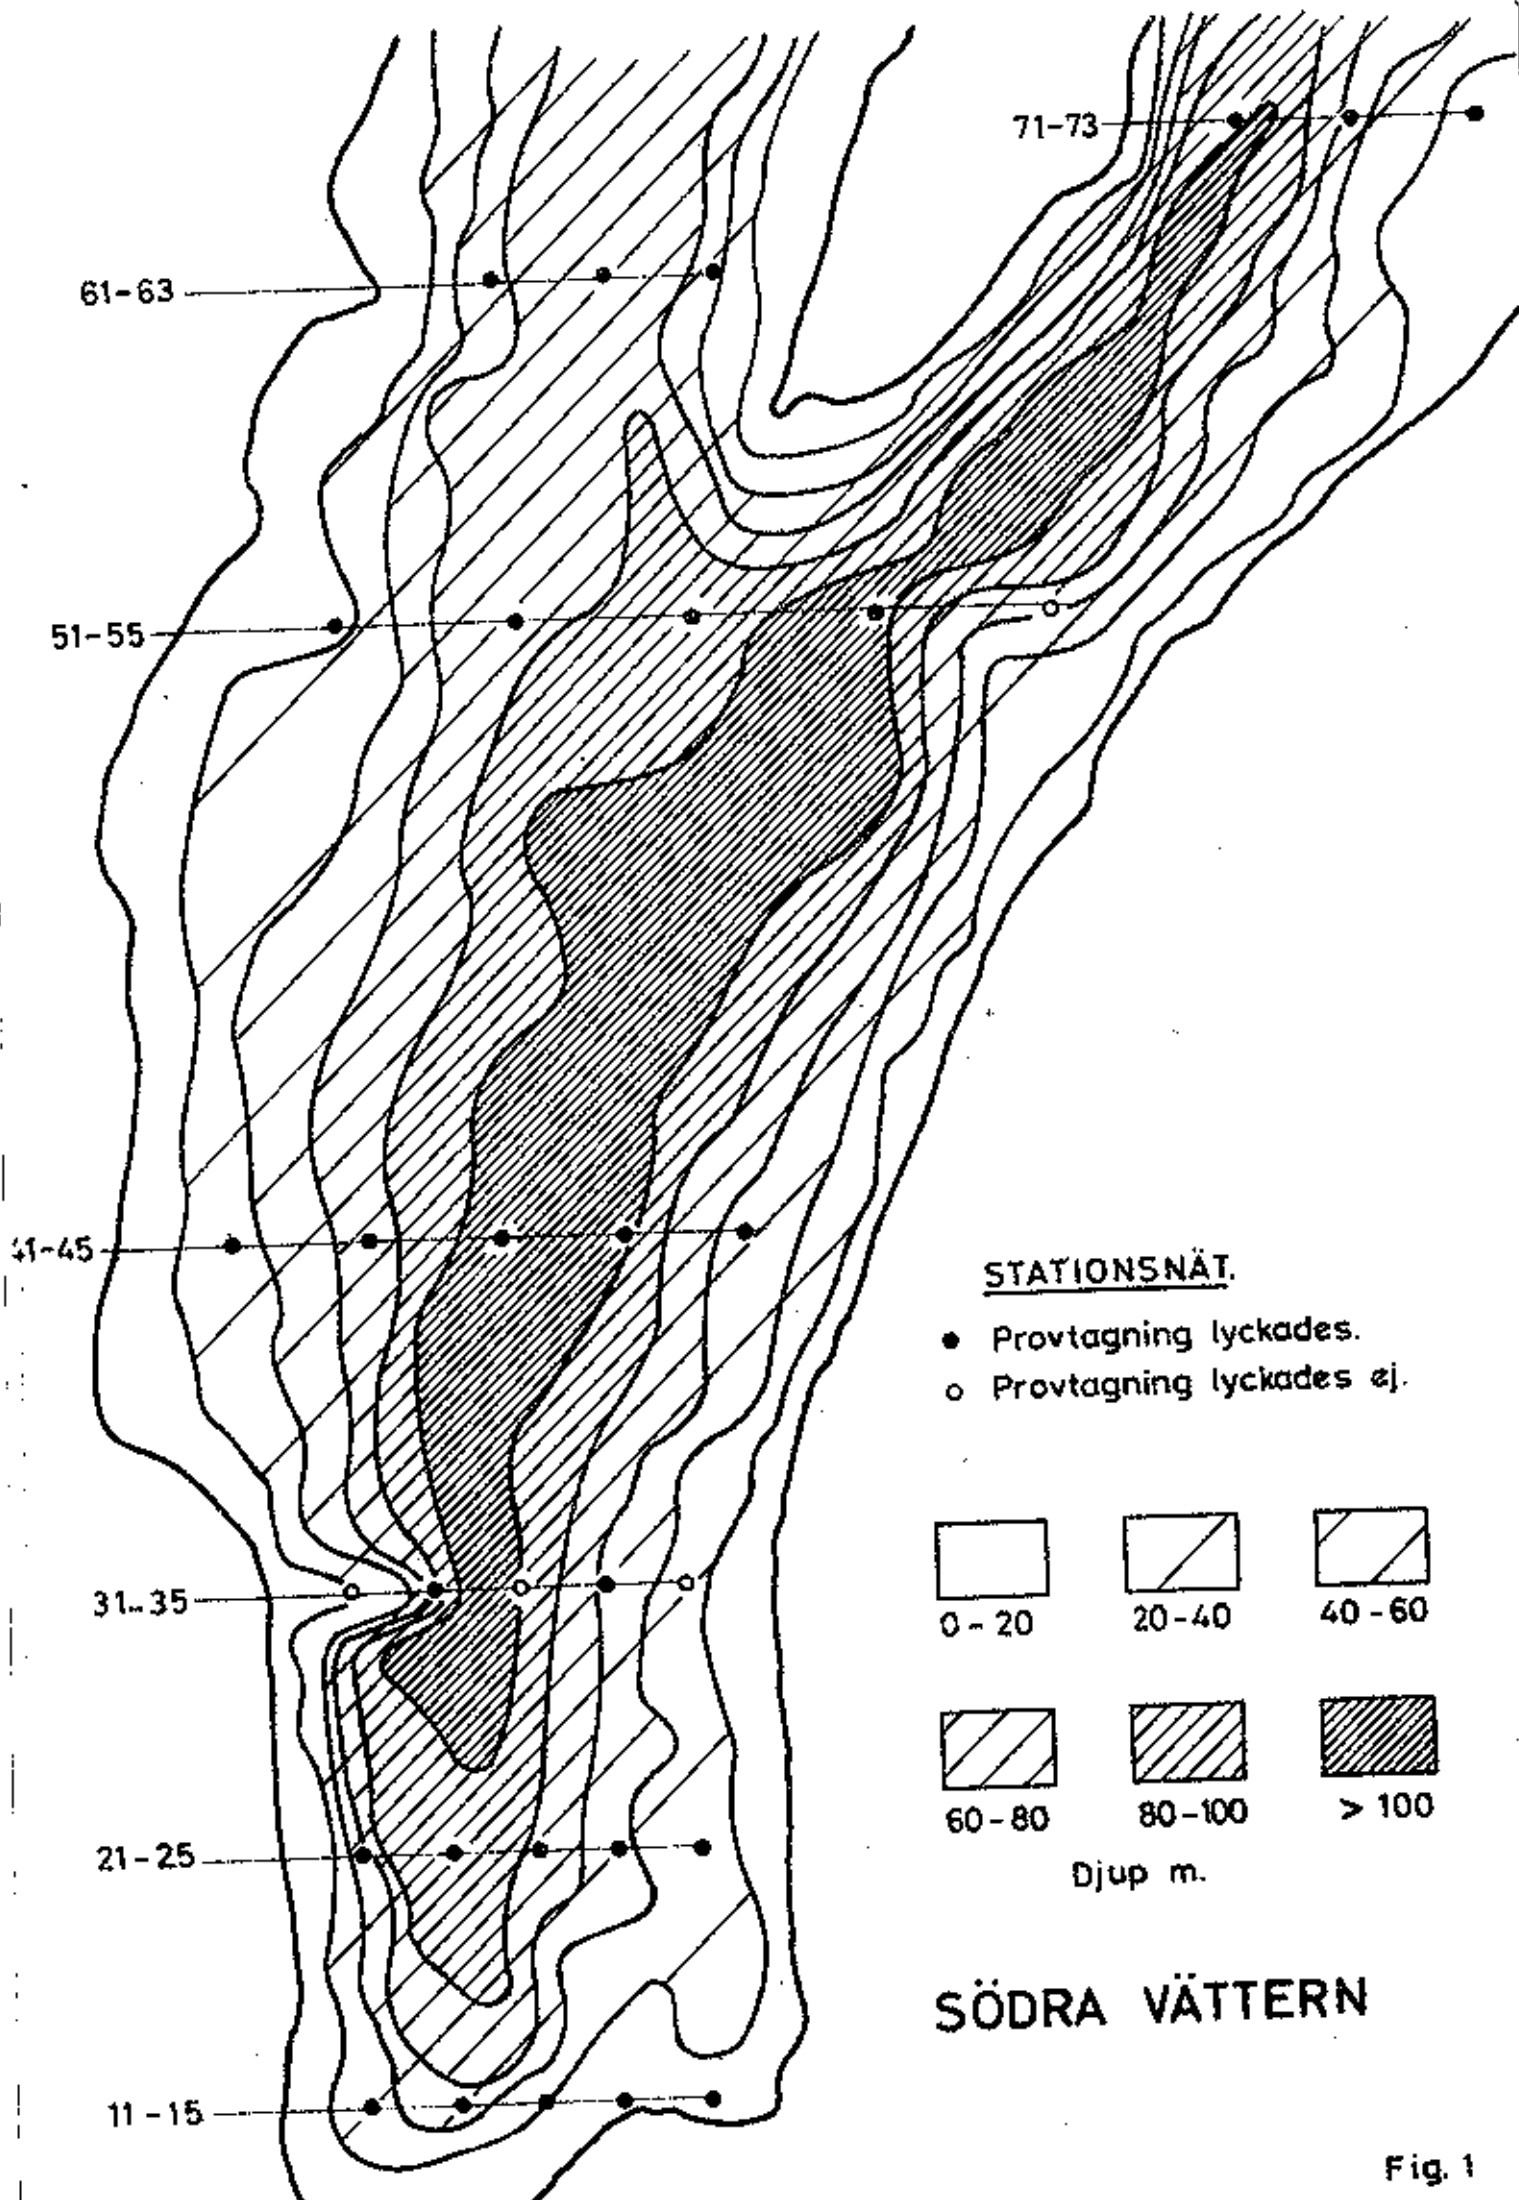 71-73
61-63
51-55
41-45
STATIONSNÄT.
● Provtagning lyckades.
○ Provtagning lyckades ej.
31-35
0-20
20-40
40-60
60-80
80-100
> 100
21-25
Djup m.
SÖDRA VÄTTERN
11-15
Fig. 1